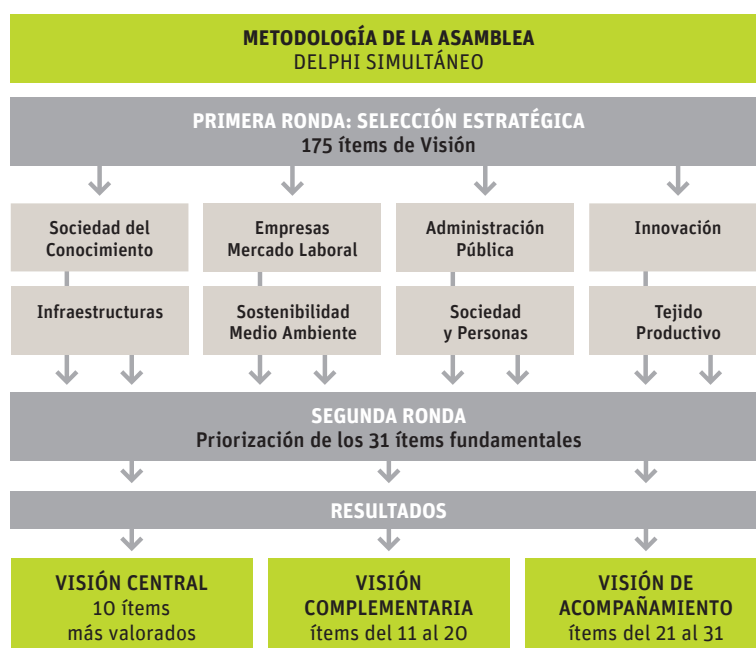 METODOLOGÍA DE LA ASAMBLEA
DELPHI SIMULTÁNEO
PRIMERA RONDA: SELECCIÓN ESTRATÉGICA
175 ítems de Visión
Sociedad del
Conocimiento
Empresas
Mercado Laboral
Administración
Pública
Innovación
Infraestructuras
Sostenibilidad
Medio Ambiente
Sociedad
y Personas
Tejido
Productivo
SEGUNDA RONDA
Priorización de los 31 ítems fundamentales
RESULTADOS
VISIÓN CENTRAL
10 ítems
más valorados
VISIÓN
COMPLEMENTARIA
ítems del 11 al 20
VISIÓN DE
ACOMPAÑAMIENTO
ítems del 21 al 31